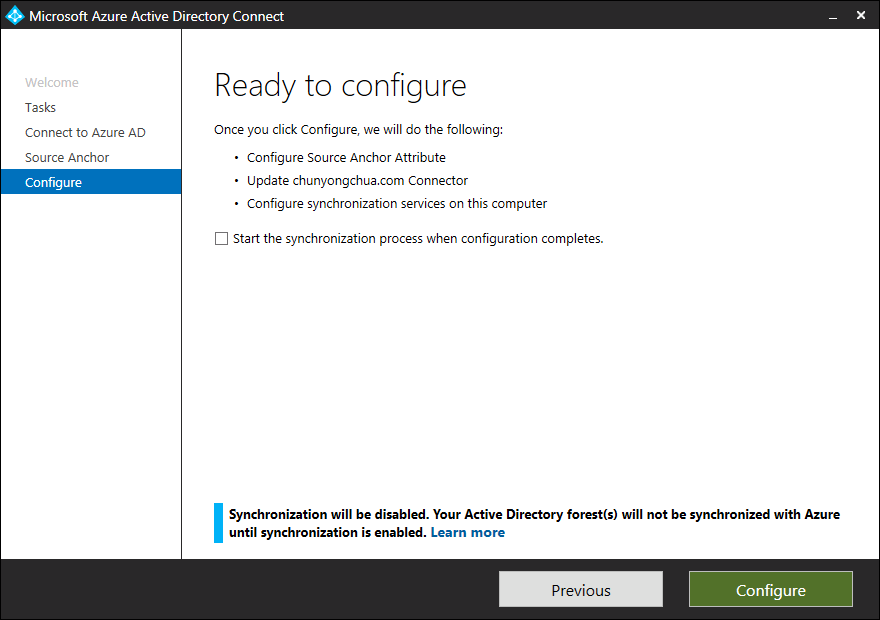 Microsoft Azure Active Directory Connect
Welcome
Tasks
Connect to Azure AD
Source Anchor
Configure
Ready to configure
Once you click Configure, we will do the following:
• Configure Source Anchor Attribute
• Update chunyongchua.com Connector
• Configure synchronization services on this computer
Start the synchronization process when configuration completes.
Synchronization will be disabled. Your Active Directory forest(s) will not be synchronized with Azure
until synchronization is enabled. Learn more
Previous
Configure